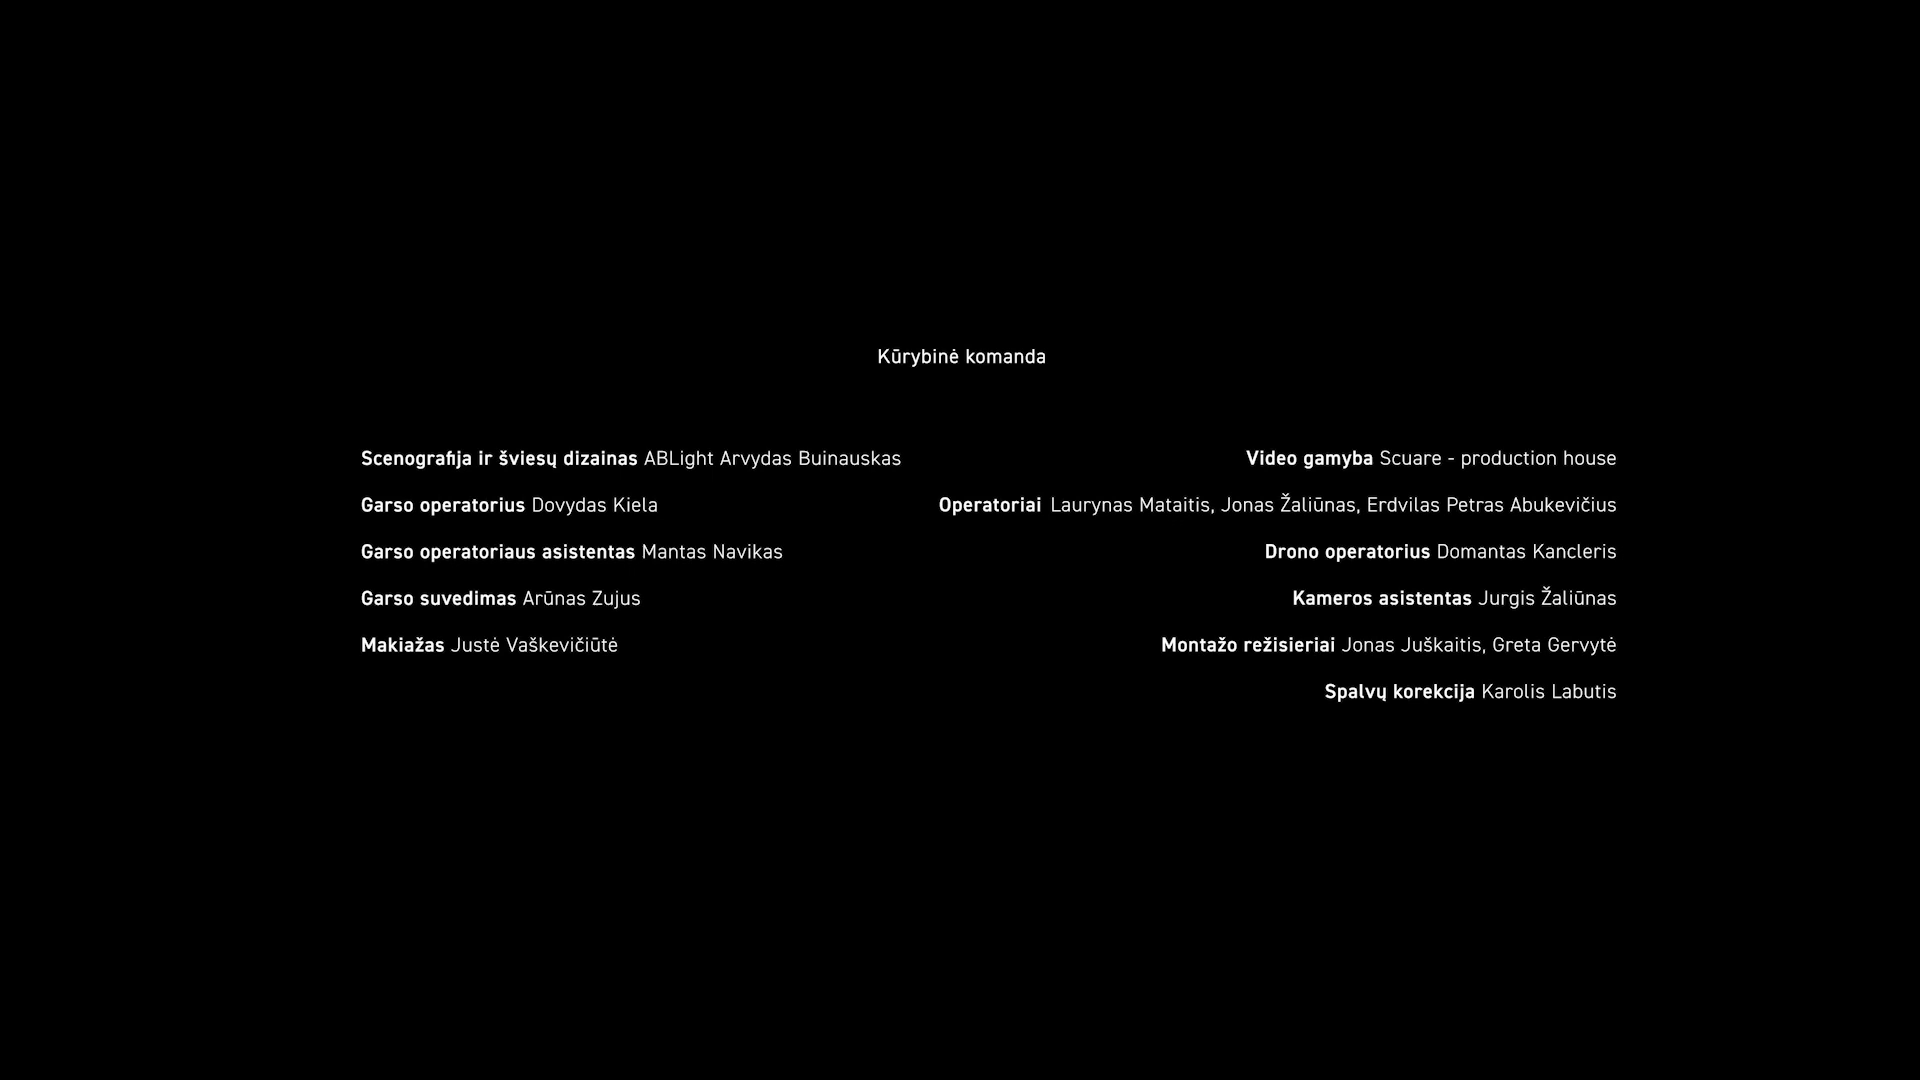 Kūrybinė komanda
Scenografija ir šviesų dizainas ABLight Arvydas Buinauskas
Garso operatorius Dovydas Kiela
Garso operatoriaus asistentas Mantas Navikas
Garso suvedimas Arūnas Zujus
Makiažas Justė Vaškevičiūtė
Video gamyba Scuare - production house
Operatoriai Laurynas Mataitis, Jonas Žaliūnas, Erdvilas Petras Abukevičius
Drono operatorius Domantas Kancleris
Kameros asistentas Jurgis Žaliūnas
Montažo režisieriai Jonas Juškaitis, Greta Gervytė
Spalvų korekcija Karolis Labutis